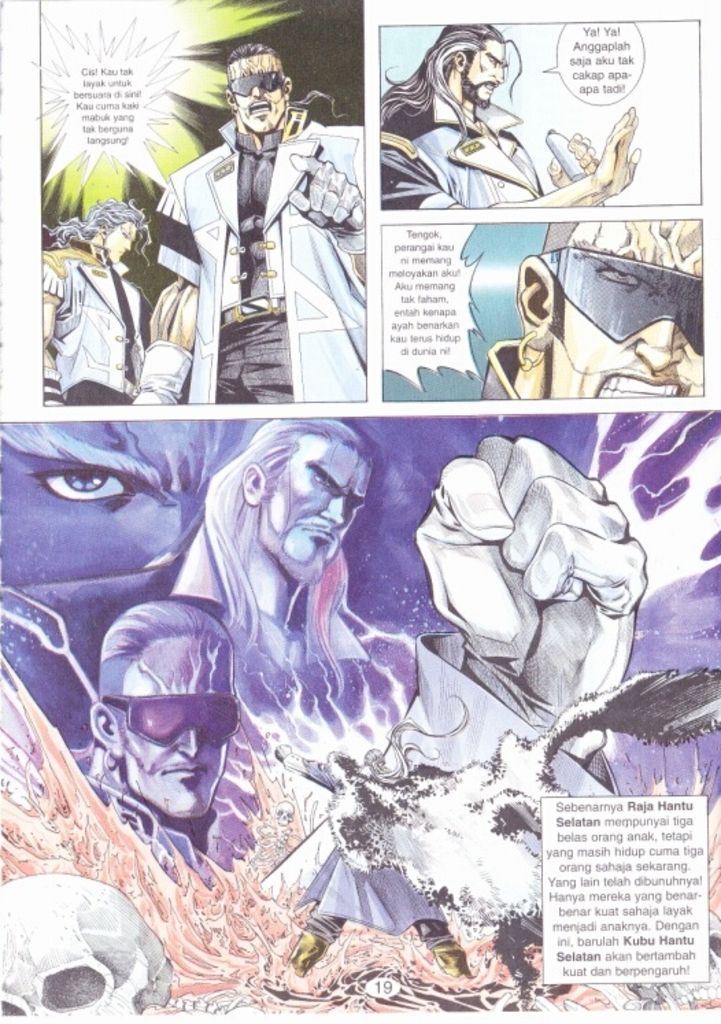 Cis! Kau tak
layak untuk
bersuara di sini!
Kau cuma kaki
mabuk yang
tak berguna
langsung!
Ya! Ya!
Anggaplah
saja aku tak
cakap apa-
apa tadi!
Tengok,
perangai kau
ni memang
meloyakan aku!
Aku memang
tak faham,
entah kenapa
ayah benarkan
kau terus hidup
di dunia ni!
Sebenarnya Raja Hantu
Selatan mempunyai tiga
belas orang anak, tetapi
yang masih hidup cuma tiga
orang sahaja sekarang.
Yang lain telah dibunuhnya!
Hanya mereka yang benar-
benar kuat sahaja layak
menjadi anaknya. Dengan
ini, barulah Kubu Hantu
Selatan akan bertambah
kuat dan berpengaruh!
19